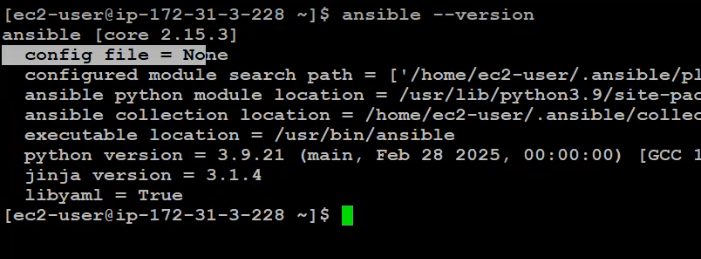 [ec2-user@ip-172-31-3-228 ~]$ ansible --version
ansible [core 2.15.3]
  config file = None
  configured module search path = ['/home/ec2-user/.ansible/pl
  ansible python module location = /usr/lib/python3.9/site-pac
  ansible collection location = /home/ec2-user/.ansible/collec
  executable location = /usr/bin/ansible
  python version = 3.9.21 (main, Feb 28 2025, 00:00:00) [GCC 1
  jinja version = 3.1.4
  libyaml = True
[ec2-user@ip-172-31-3-228 ~]$